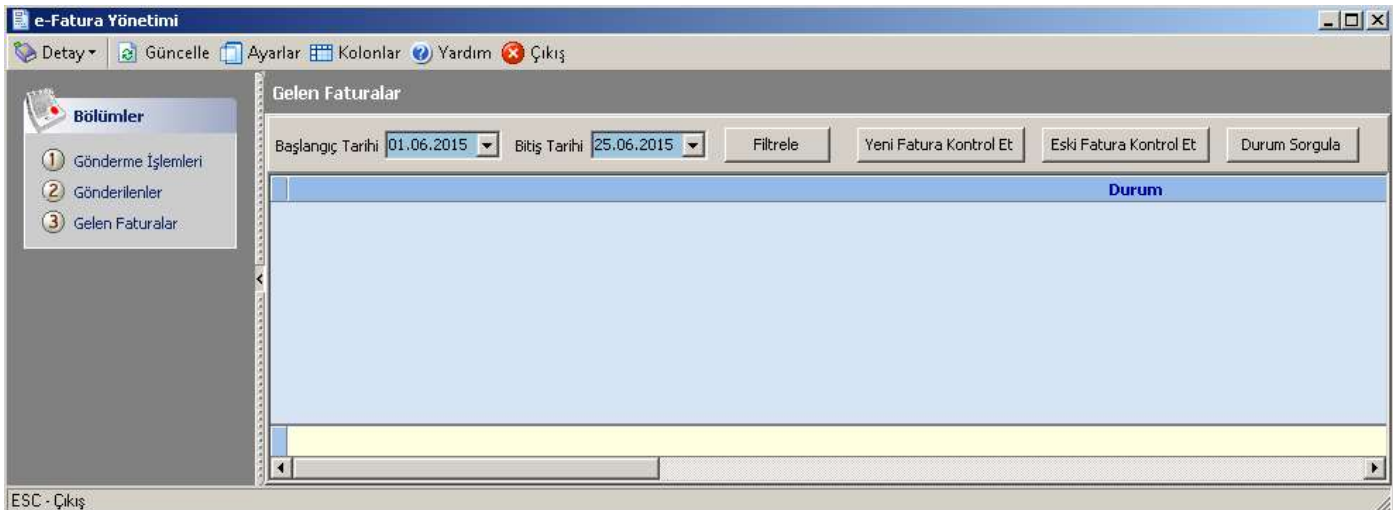 e-Fatura Yönetimi
Detay Güncelle Ayarlar Kolonlar Yardım Çıkış
Bölümler
1 Gönderme İşlemleri
2 Gönderilenler
3 Gelen Faturalar
Gelen Faturalar
Başlangıç Tarihi 01.06.2015 Bitiş Tarihi 25.06.2015 Filtrele Yeni Fatura Kontrol Et Eski Fatura Kontrol Et Durum Sorgula
Durum
ESC - Çıkış